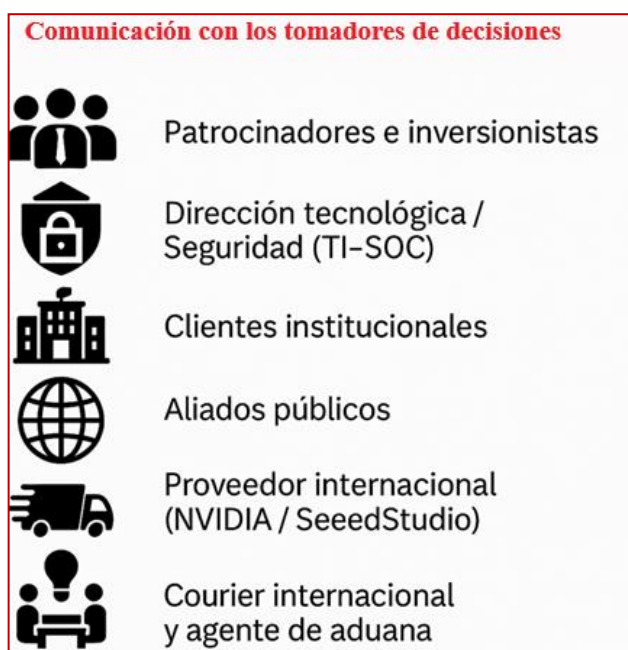 Comunicación con los tomadores de decisiones
Patrocinadores e inversionistas
Dirección tecnológica /
Seguridad (TI–SOC)
Clientes institucionales
Aliados públicos
Proveedor internacional
(NVIDIA / SeeedStudio)
Courier internacional
y agente de aduana